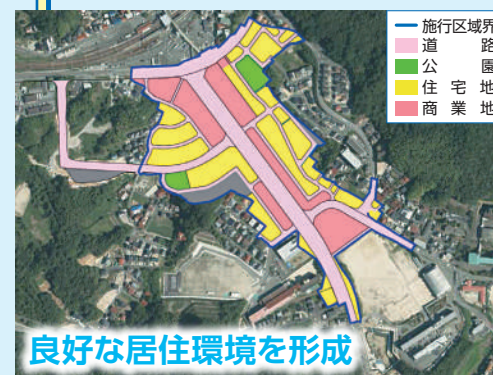 施行区域界
道路
公園
住宅地
商業地
良好な居住環境を形成